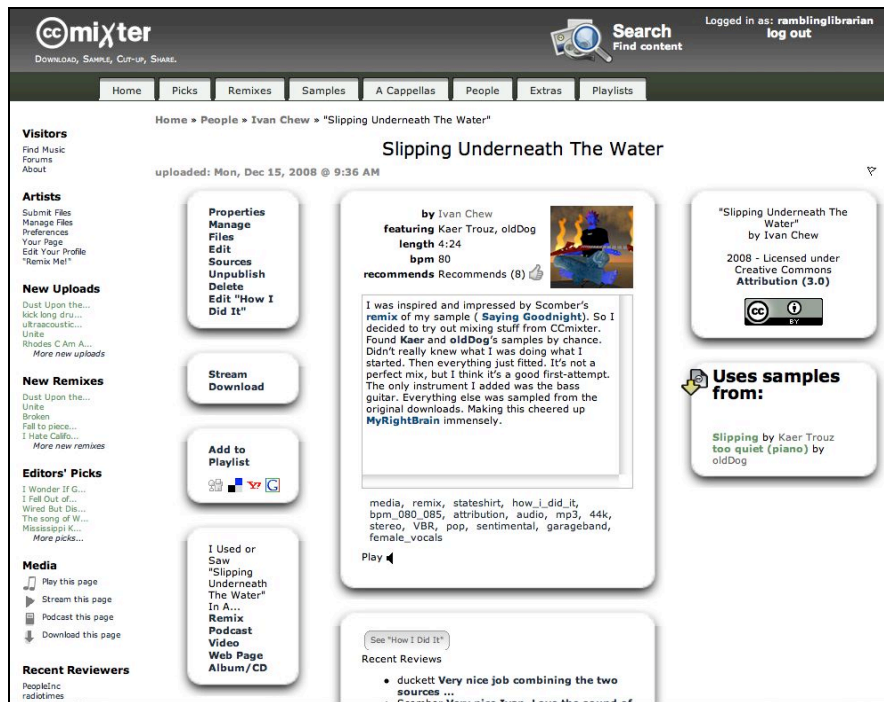 cc mixter
DOWNLOAD, SAMPLE, CUT-UP, SHARE.
Search
Find content
Logged in as: ramblinglibrarian
log out
Home
Picks
Remixes
Samples
A Cappellas
People
Extras
Playlists
Visitors
Find Music
Forums
About
Artists
Submit Files
Manage Files
Preferences
Your Page
Edit Your Profile
"Remix Me!"
New Uploads
Dust Upon the...
kick long dru...
ultraacoustic...
Unite
Rhodes C Am A...
More new uploads
New Remixes
Dust Upon the...
Unite
Broken
Fall to piece...
I Hate Califo...
More new remixes
Editors' Picks
I Wonder If G...
I Fell Out of...
Wired But Dis...
The song of W...
Mississippi K...
More picks...
Media
Play this page
Stream this page
Podcast this page
Download this page
Recent Reviewers
PeopleInc
radiotimes
Home » People » Ivan Chew » "Slipping Underneath The Water"
Slipping Underneath The Water
uploaded: Mon, Dec 15, 2008 @ 9:36 AM
Properties
Manage
Files
Edit
Sources
Unpublish
Delete
Edit "How I
Did It"
Stream
Download
Add to
Playlist
Y!
G
I Used or
Saw
"Slipping
Underneath
The Water"
In A...
Remix
Podcast
Video
Web Page
Album/CD
by Ivan Chew
featuring Kaer Trouz, oldDog
length 4:24
bpm 80
recommends Recommends (8)
I was inspired and impressed by Scomber's
remix of my sample ( Saying Goodnight). So I
decided to try out mixing stuff from CCmixter.
Found Kaer and oldDog's samples by chance.
Didn't really knew what I was doing what I
started. Then everything just fitted. It's not a
perfect mix, but I think it's a good first-attempt.
The only instrument I added was the bass
guitar. Everything else was sampled from the
original downloads. Making this cheered up
MyRightBrain immensely.
media, remix, stateshirt, how_i_did_it,
bpm_080_085, attribution, audio, mp3, 44k,
stereo, VBR, pop, sentimental, garageband,
female_vocals
Play
See "How I Did It"
Recent Reviews
duckett Very nice job combining the two
sources ...
Scomber Very nice Ivan. Love the sound of
"Slipping Underneath The
Water"
by Ivan Chew
2008 - Licensed under
Creative Commons
Attribution (3.0)
cc
BY
Uses samples
from:
Slipping by Kaer Trouz
too quiet (piano) by
oldDog